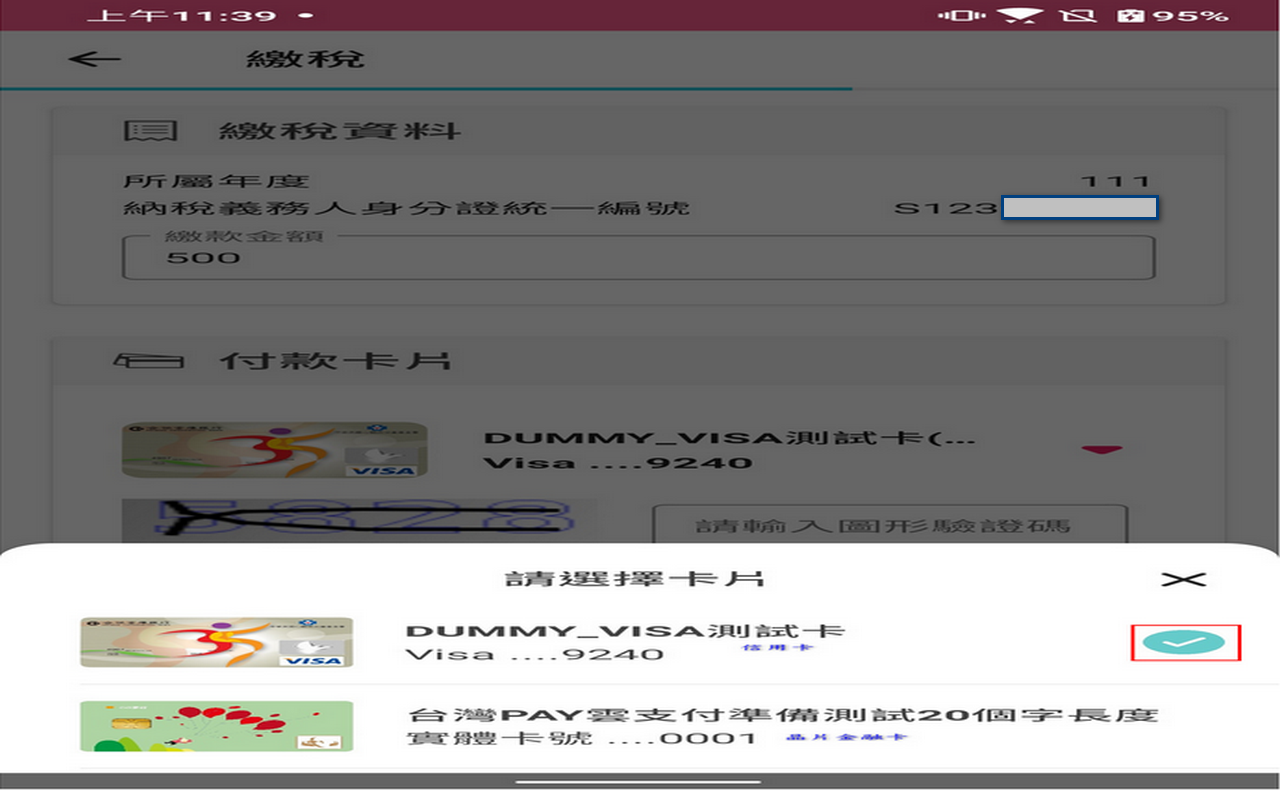 上午11:39
95%
繳稅
繳稅資料
所屬年度 111
納稅義務人身分證統一編號 S123
繳款金額
500
付款卡片
VISA
DUMMY_VISA測試卡(...
Visa ....9240
5828
請輸入圖形驗證碼
請選擇卡片
VISA
DUMMY_VISA測試卡
Visa ....9240 信用卡
台灣PAY雲支付準備測試20個字長度
實體卡號 ....0001 晶片金融卡